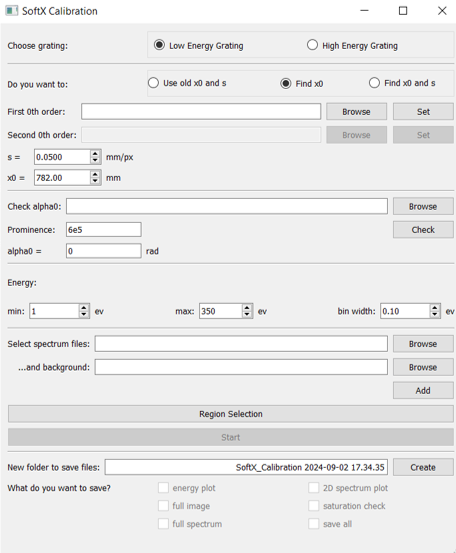 SoftX Calibration
Choose grating: Low Energy Grating High Energy Grating
Do you want to: Use old x0 and s Find x0 Find x0 and s
First 0th order: Browse Set
Second 0th order: Browse Set
s = 0.0500 mm/px
x0 = 782.00 mm
Check alpha0: Browse
Prominence: 6e5 Check
alpha0 = 0 rad
Energy:
min: 1 ev max: 350 ev bin width: 0.10 ev
Select spectrum files: Browse
...and background: Browse
Add
Region Selection
Start
New folder to save files: SoftX_Calibration 2024-09-02 17.34.35 Create
What do you want to save? energy plot 2D spectrum plot
full image saturation check
full spectrum save all